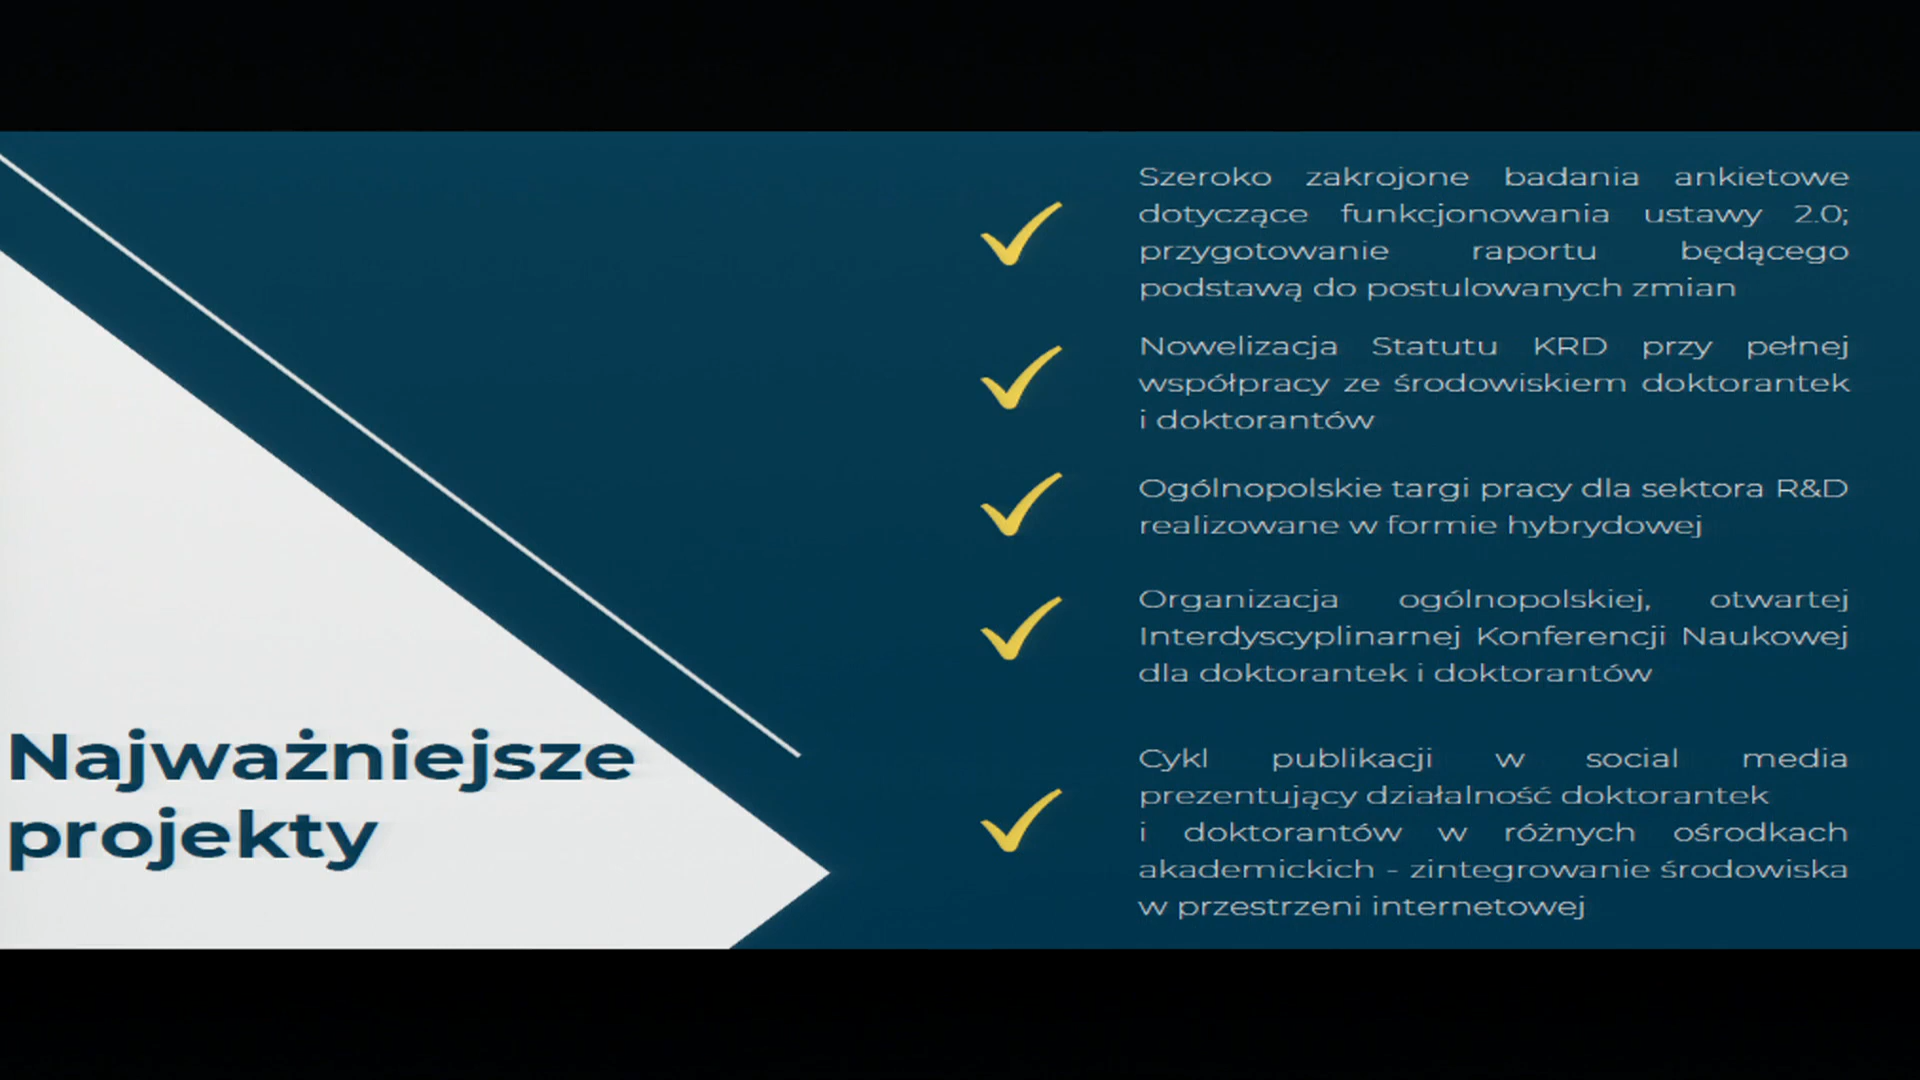 Najważniejsze
projekty
Szeroko zakrojone badania ankietowe
dotyczące funkcjonowania ustawy 2.0;
przygotowanie raportu będącego
podstawą do postulowanych zmian
Nowelizacja Statutu KRD przy pełnej
współpracy ze środowiskiem doktorantek
i doktorantów
Ogólnopolskie targi pracy dla sektora R&D
realizowane w formie hybrydowej
Organizacja ogólnopolskiej, otwartej
Interdyscyplinarnej Konferencji Naukowej
dla doktorantek i doktorantów
Cykl publikacji w social media
prezentujący działalność doktorantek
i doktorantów w różnych ośrodkach
akademickich - zintegrowanie środowiska
w przestrzeni internetowej